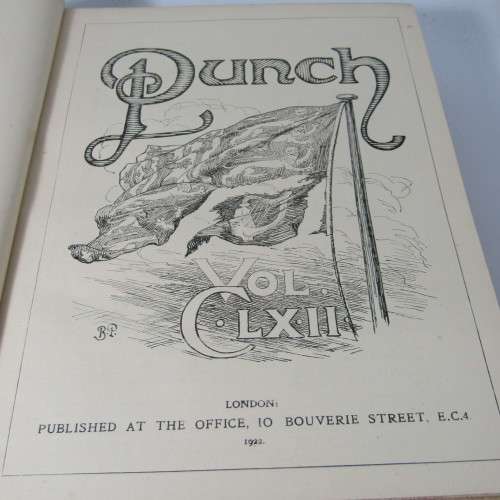 Punch
VOL.
CLXII.
B.P.
LONDON:
PUBLISHED AT THE OFFICE, 10 BOUVERIE STREET, E.C.4.
1922.